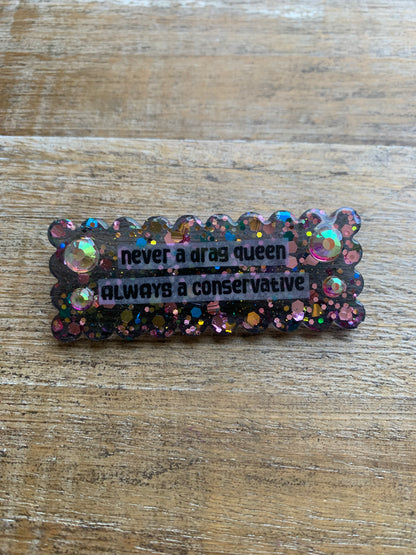 never a drag queen
ALWAYS a conservative